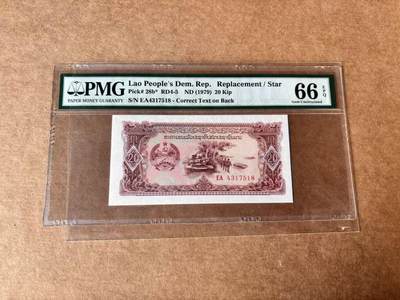 PMG
PAPER MONEY GUARANTY
Lao People's Dem. Rep. Replacement / Star
Pick# 28b* RD4-5 ND (1979) 20 Kip
S/N EA4317518 - Correct Text on Back
66 EPQ
Gem Uncirculated
20
20
EA 4317518